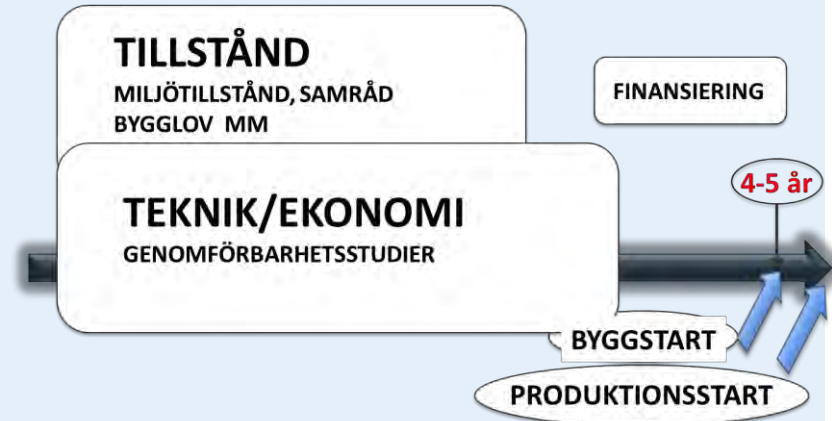 TILLSTÅND
MILJÖTILLSTÅND, SAMRÅD
BYGGLOV MM
FINANSIERING
4-5 år
TEKNIK/EKONOMI
GENOMFÖRBARHETSSTUDIER
BYGGSTART
PRODUKTIONSSTART